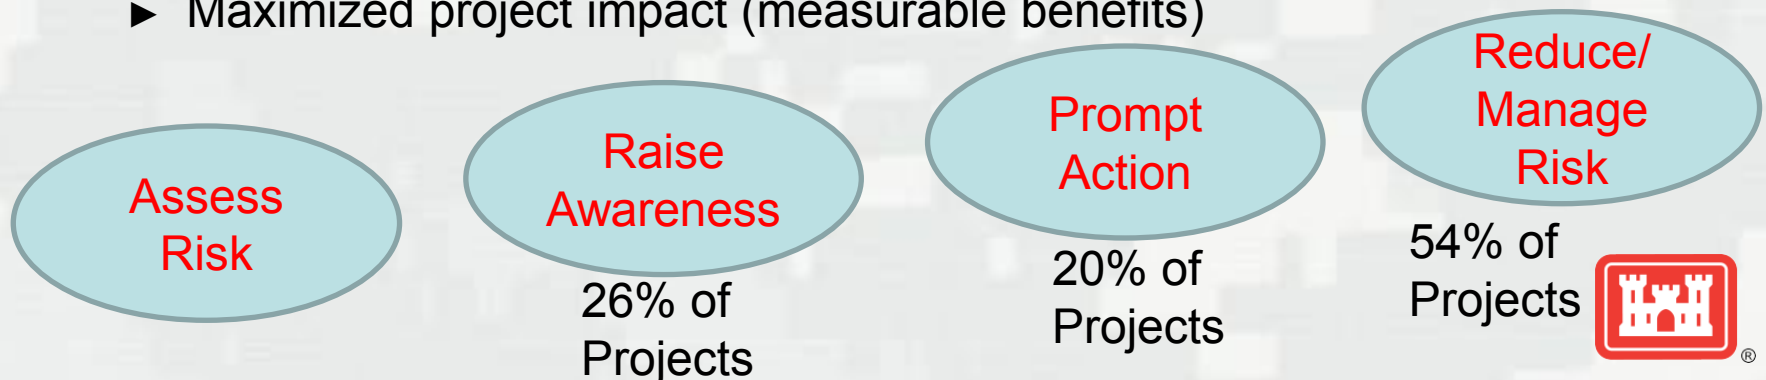 ► Maximized project impact (measurable benefits)
Assess
Risk
Raise
Awareness
26% of
Projects
Prompt
Action
20% of
Projects
Reduce/
Manage
Risk
54% of
Projects
®